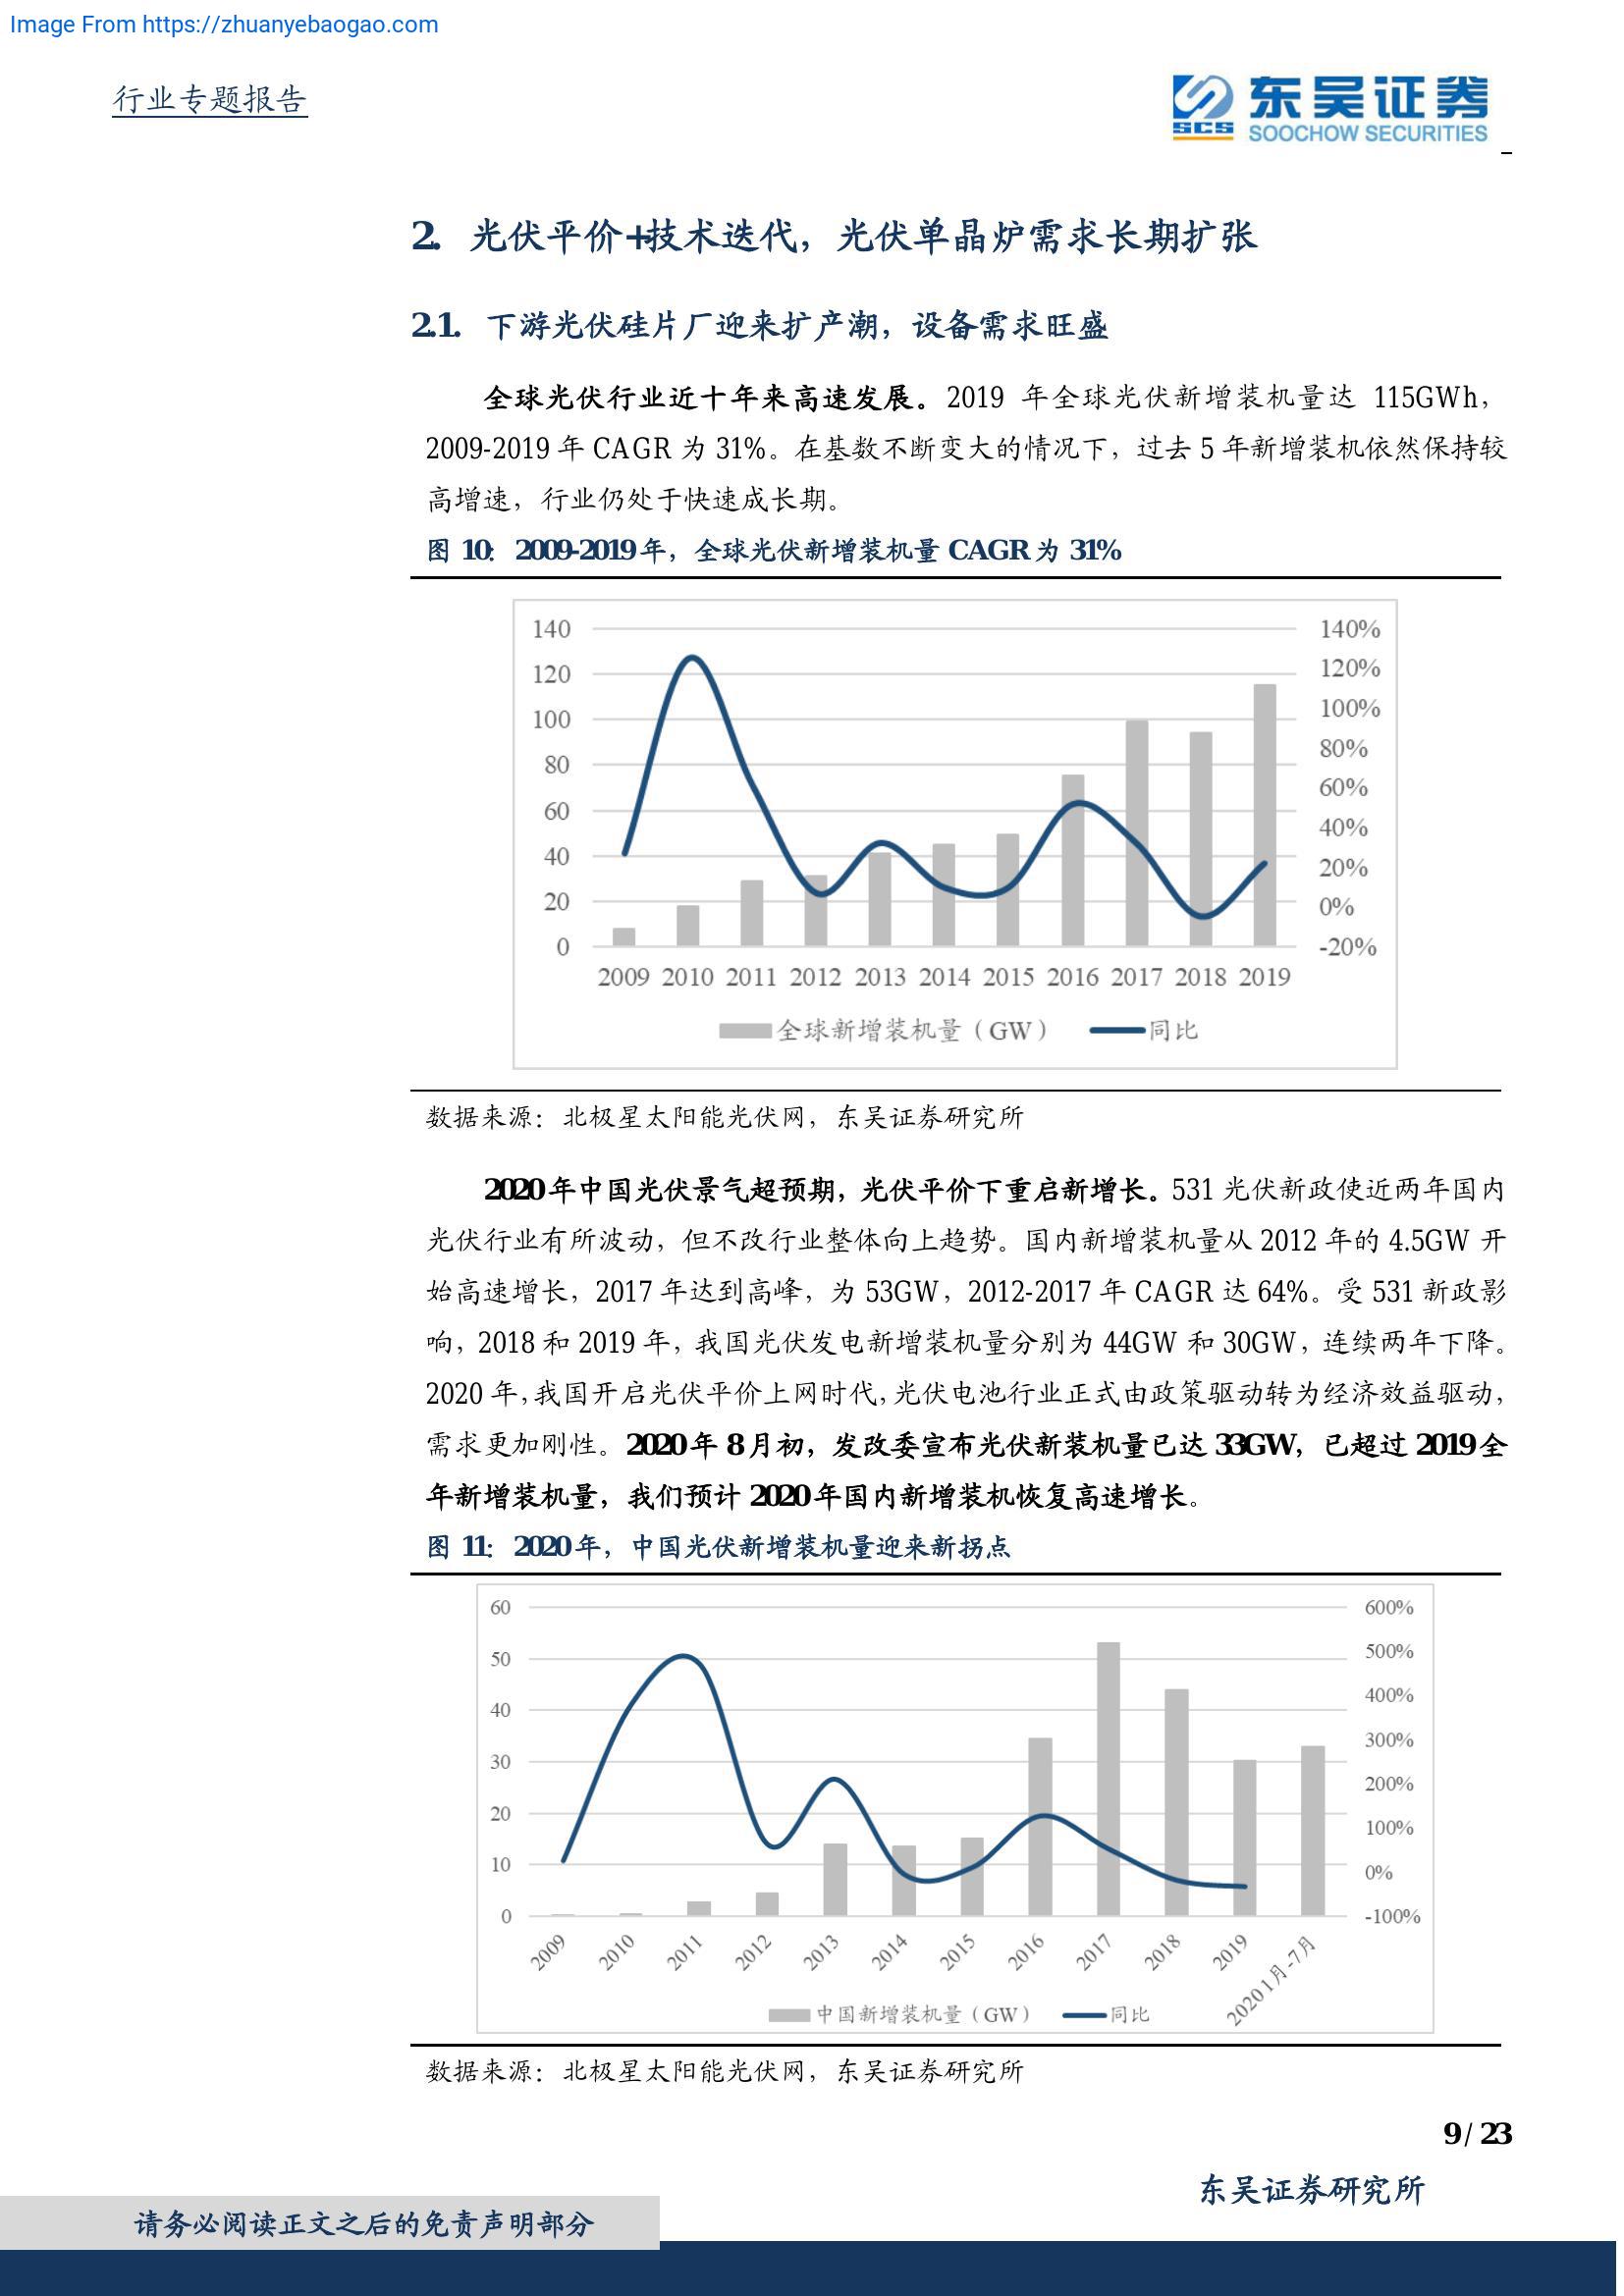 Image From https://zhuanyebaogao.com
行业专题报告
东吴证券
SCS
SOOCHOW SECURITIES
2. 光伏平价+技术迭代，光伏单晶炉需求长期扩张
2.1. 下游光伏硅片厂迎来扩产潮，设备需求旺盛
全球光伏行业近十年来高速发展。2019 年全球光伏新增装机量达 115GWh，
2009-2019 年 CAGR 为 31%。在基数不断变大的情况下，过去 5 年新增装机依然保持较
高增速，行业仍处于快速成长期。
图 10：2009-2019 年，全球光伏新增装机量 CAGR 为 31%
140 140%
120 120%
100 100%
80 80%
60 60%
40 40%
20 20%
0 0%
-20%
2009 2010 2011 2012 2013 2014 2015 2016 2017 2018 2019
全球新增装机量（GW） 同比
数据来源：北极星太阳能光伏网，东吴证券研究所
2020 年中国光伏景气超预期，光伏平价下重启新增长。531 光伏新政使近两年国内
光伏行业有所波动，但不改行业整体向上趋势。国内新增装机量从 2012 年的 4.5GW 开
始高速增长，2017 年达到高峰，为 53GW，2012-2017 年 CAGR 达 64%。受 531 新政影
响，2018 和 2019 年，我国光伏发电新增装机量分别为 44GW 和 30GW，连续两年下降。
2020 年，我国开启光伏平价上网时代，光伏电池行业正式由政策驱动转为经济效益驱动，
需求更加刚性。2020 年 8 月初，发改委宣布光伏新装机量已达 33GW，已超过 2019 全
年新增装机量，我们预计 2020 年国内新增装机恢复高速增长。
图 11：2020 年，中国光伏新增装机量迎来新拐点
60 600%
50 500%
40 400%
30 300%
20 200%
10 100%
0 0%
-100%
2009 2010 2011 2012 2013 2014 2015 2016 2017 2018 2019 2020 1月-7月
中国新增装机量（GW） 同比
数据来源：北极星太阳能光伏网，东吴证券研究所
9 / 23
东吴证券研究所
请务必阅读正文之后的免责声明部分